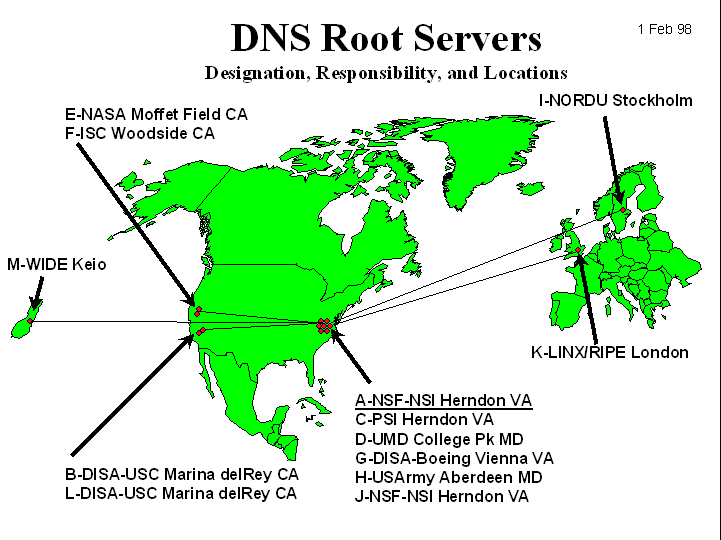 DNS Root Servers
1 Feb 98
Designation, Responsibility, and Locations
I-NORDU Stockholm
E-NASA Moffet Field CA
F-ISC Woodside CA
M-WIDE Keio
K-LINX/RIPE London
A-NSF-NSI Herndon VA
C-PSI Herndon VA
D-UMD College Pk MD
G-DISA-Boeing Vienna VA
H-USArmy Aberdeen MD
J-NSF-NSI Herndon VA
B-DISA-USC Marina delRey CA
L-DISA-USC Marina delRey CA